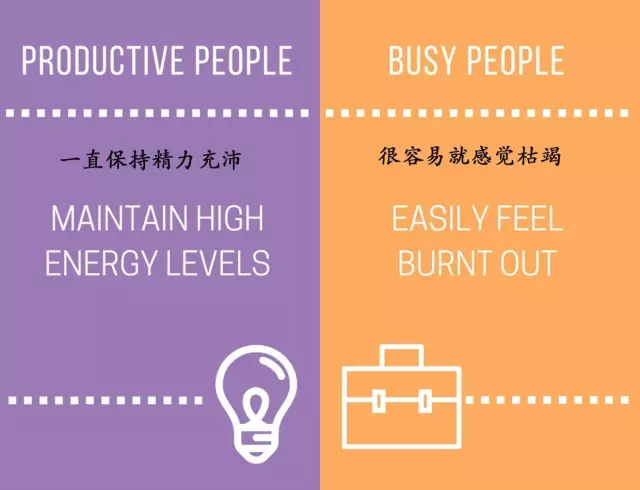 PRODUCTIVE PEOPLE
一直保持精力充沛
MAINTAIN HIGH
ENERGY LEVELS
BUSY PEOPLE
很容易就感觉枯竭
EASILY FEEL
BURNT OUT